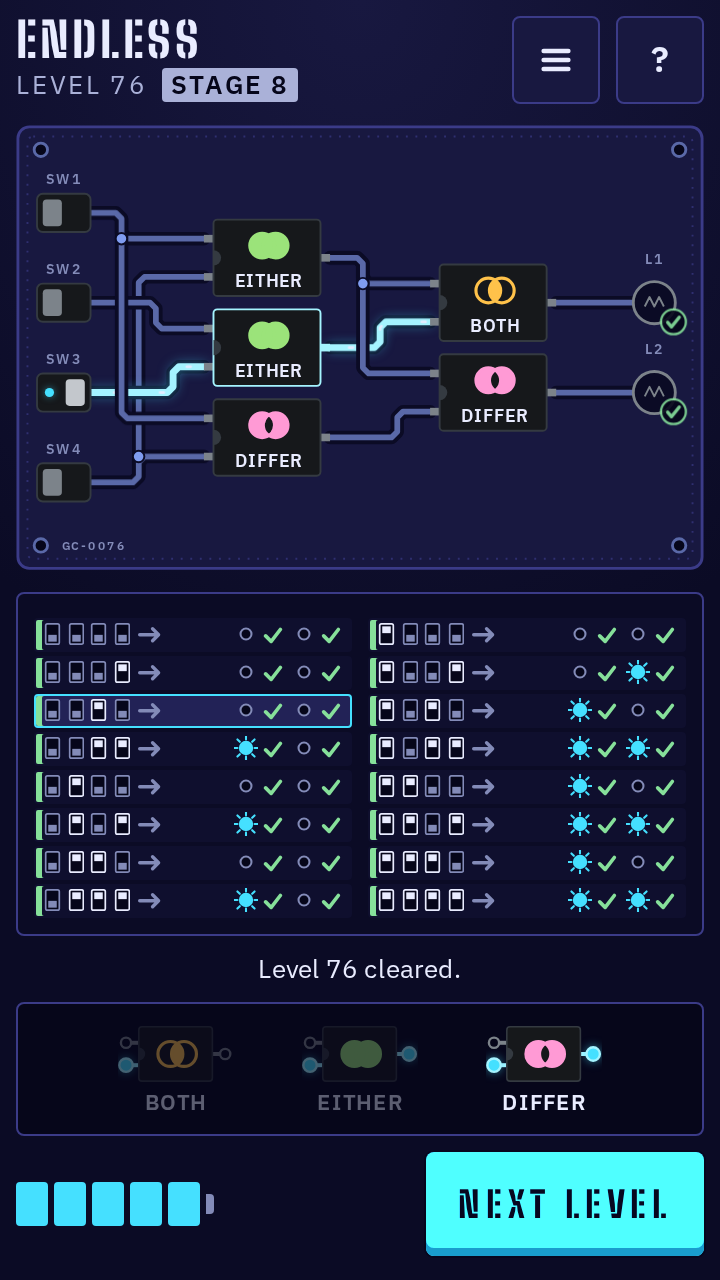 ENDLESS
LEVEL 76 STAGE 8
?
SW1
SW2
SW3
SW4
EITHER
EITHER
DIFFER
BOTH
DIFFER
L1
L2
GC-0076
Level 76 cleared.
BOTH EITHER DIFFER
NEXT LEVEL